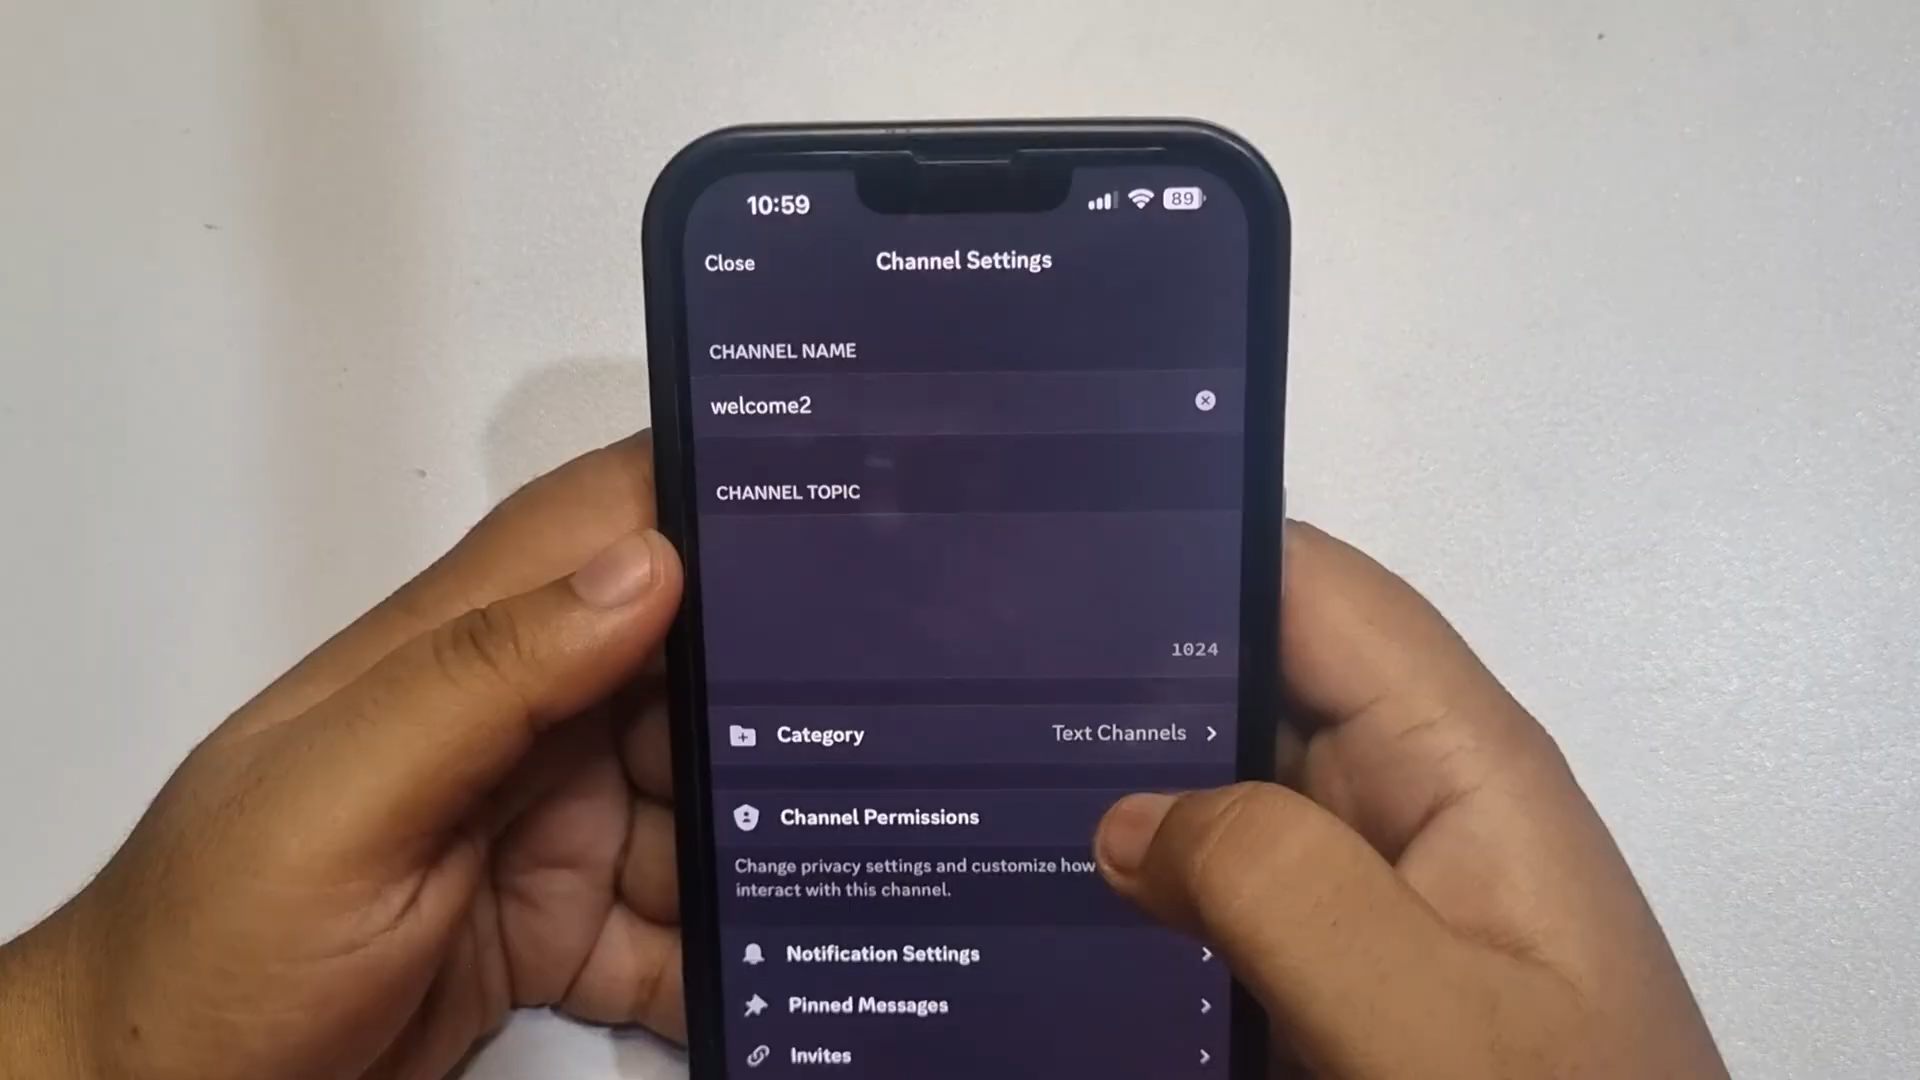 10:59
89
Close
Channel Settings
CHANNEL NAME
welcome2
CHANNEL TOPIC
1024
Category
Text Channels
Channel Permissions
Change privacy settings and customize how
interact with this channel.
Notification Settings
Pinned Messages
Invites